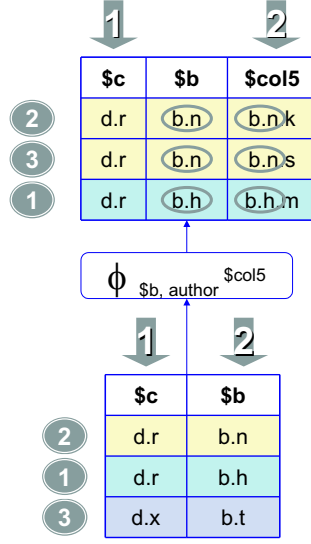 1 2
$c $b $col5
2 d.r b.n b.n.k
3 d.r b.n b.n.s
1 d.r b.h b.h.m
ϕ $b, author $col5
1 2
$c $b
2 d.r b.n
1 d.r b.h
3 d.x b.t